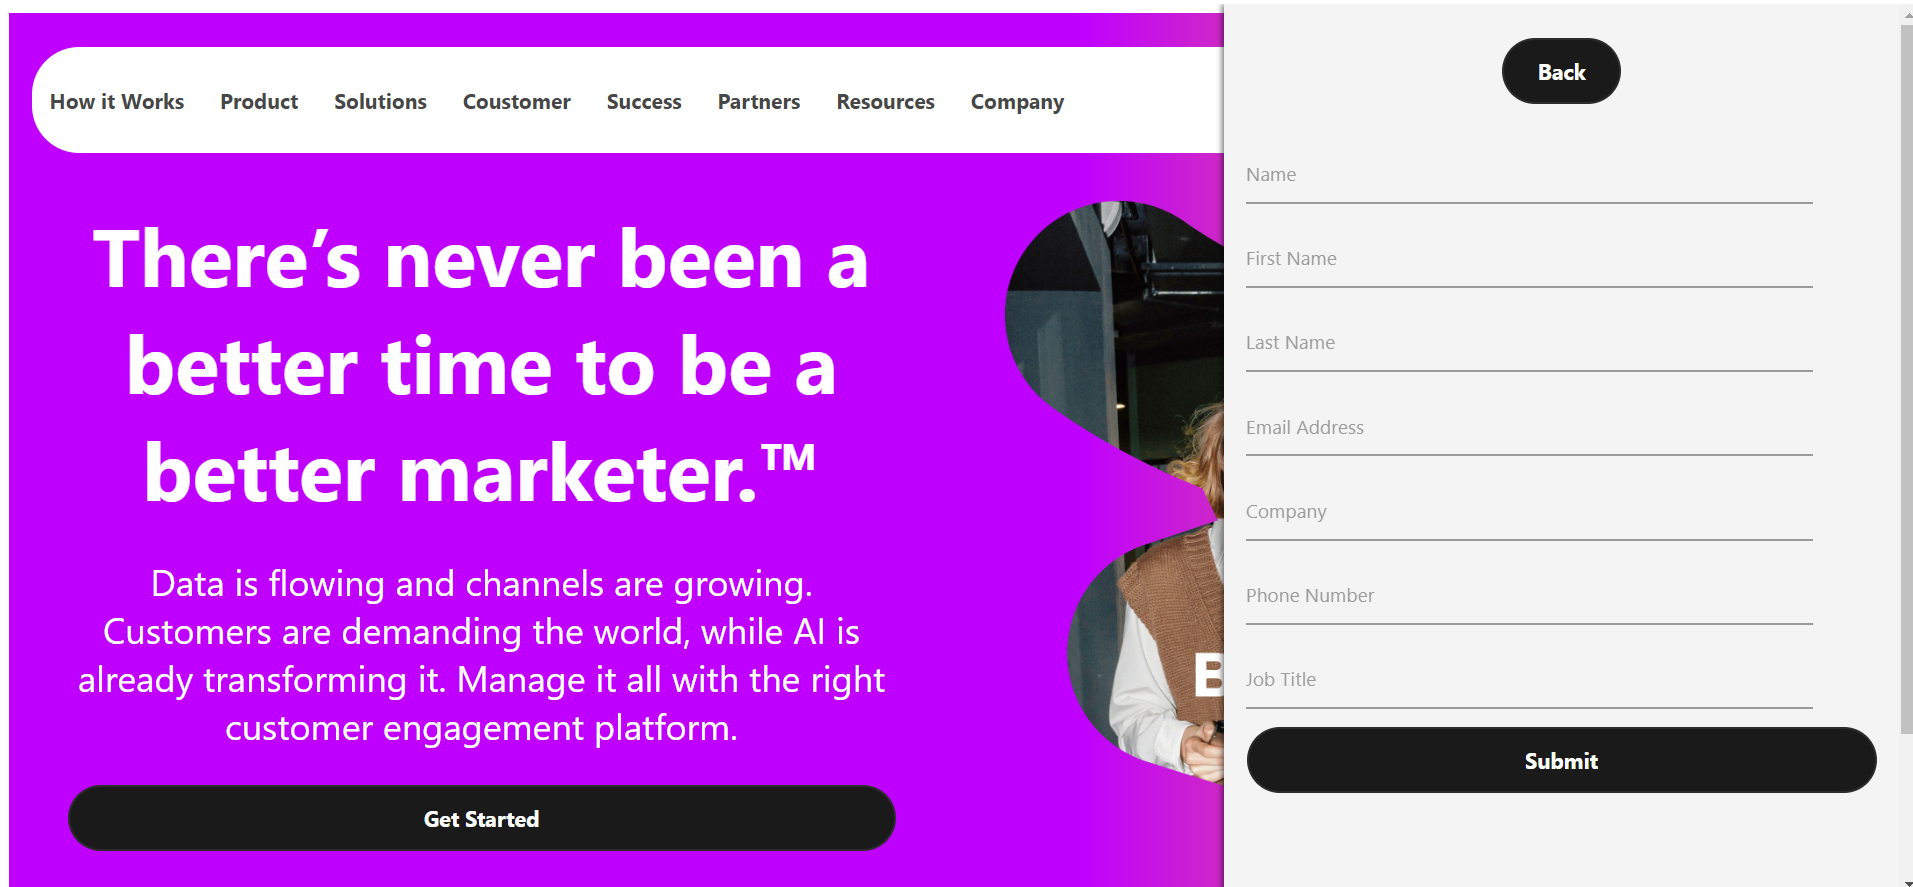 How it Works Product Solutions Coustomer Success Partners Resources Company
There’s never been a
better time to be a
better marketer.™
Data is flowing and channels are growing.
Customers are demanding the world, while AI is
already transforming it. Manage it all with the right
customer engagement platform.
Get Started
B
Back
Name
First Name
Last Name
Email Address
Company
Phone Number
Job Title
Submit